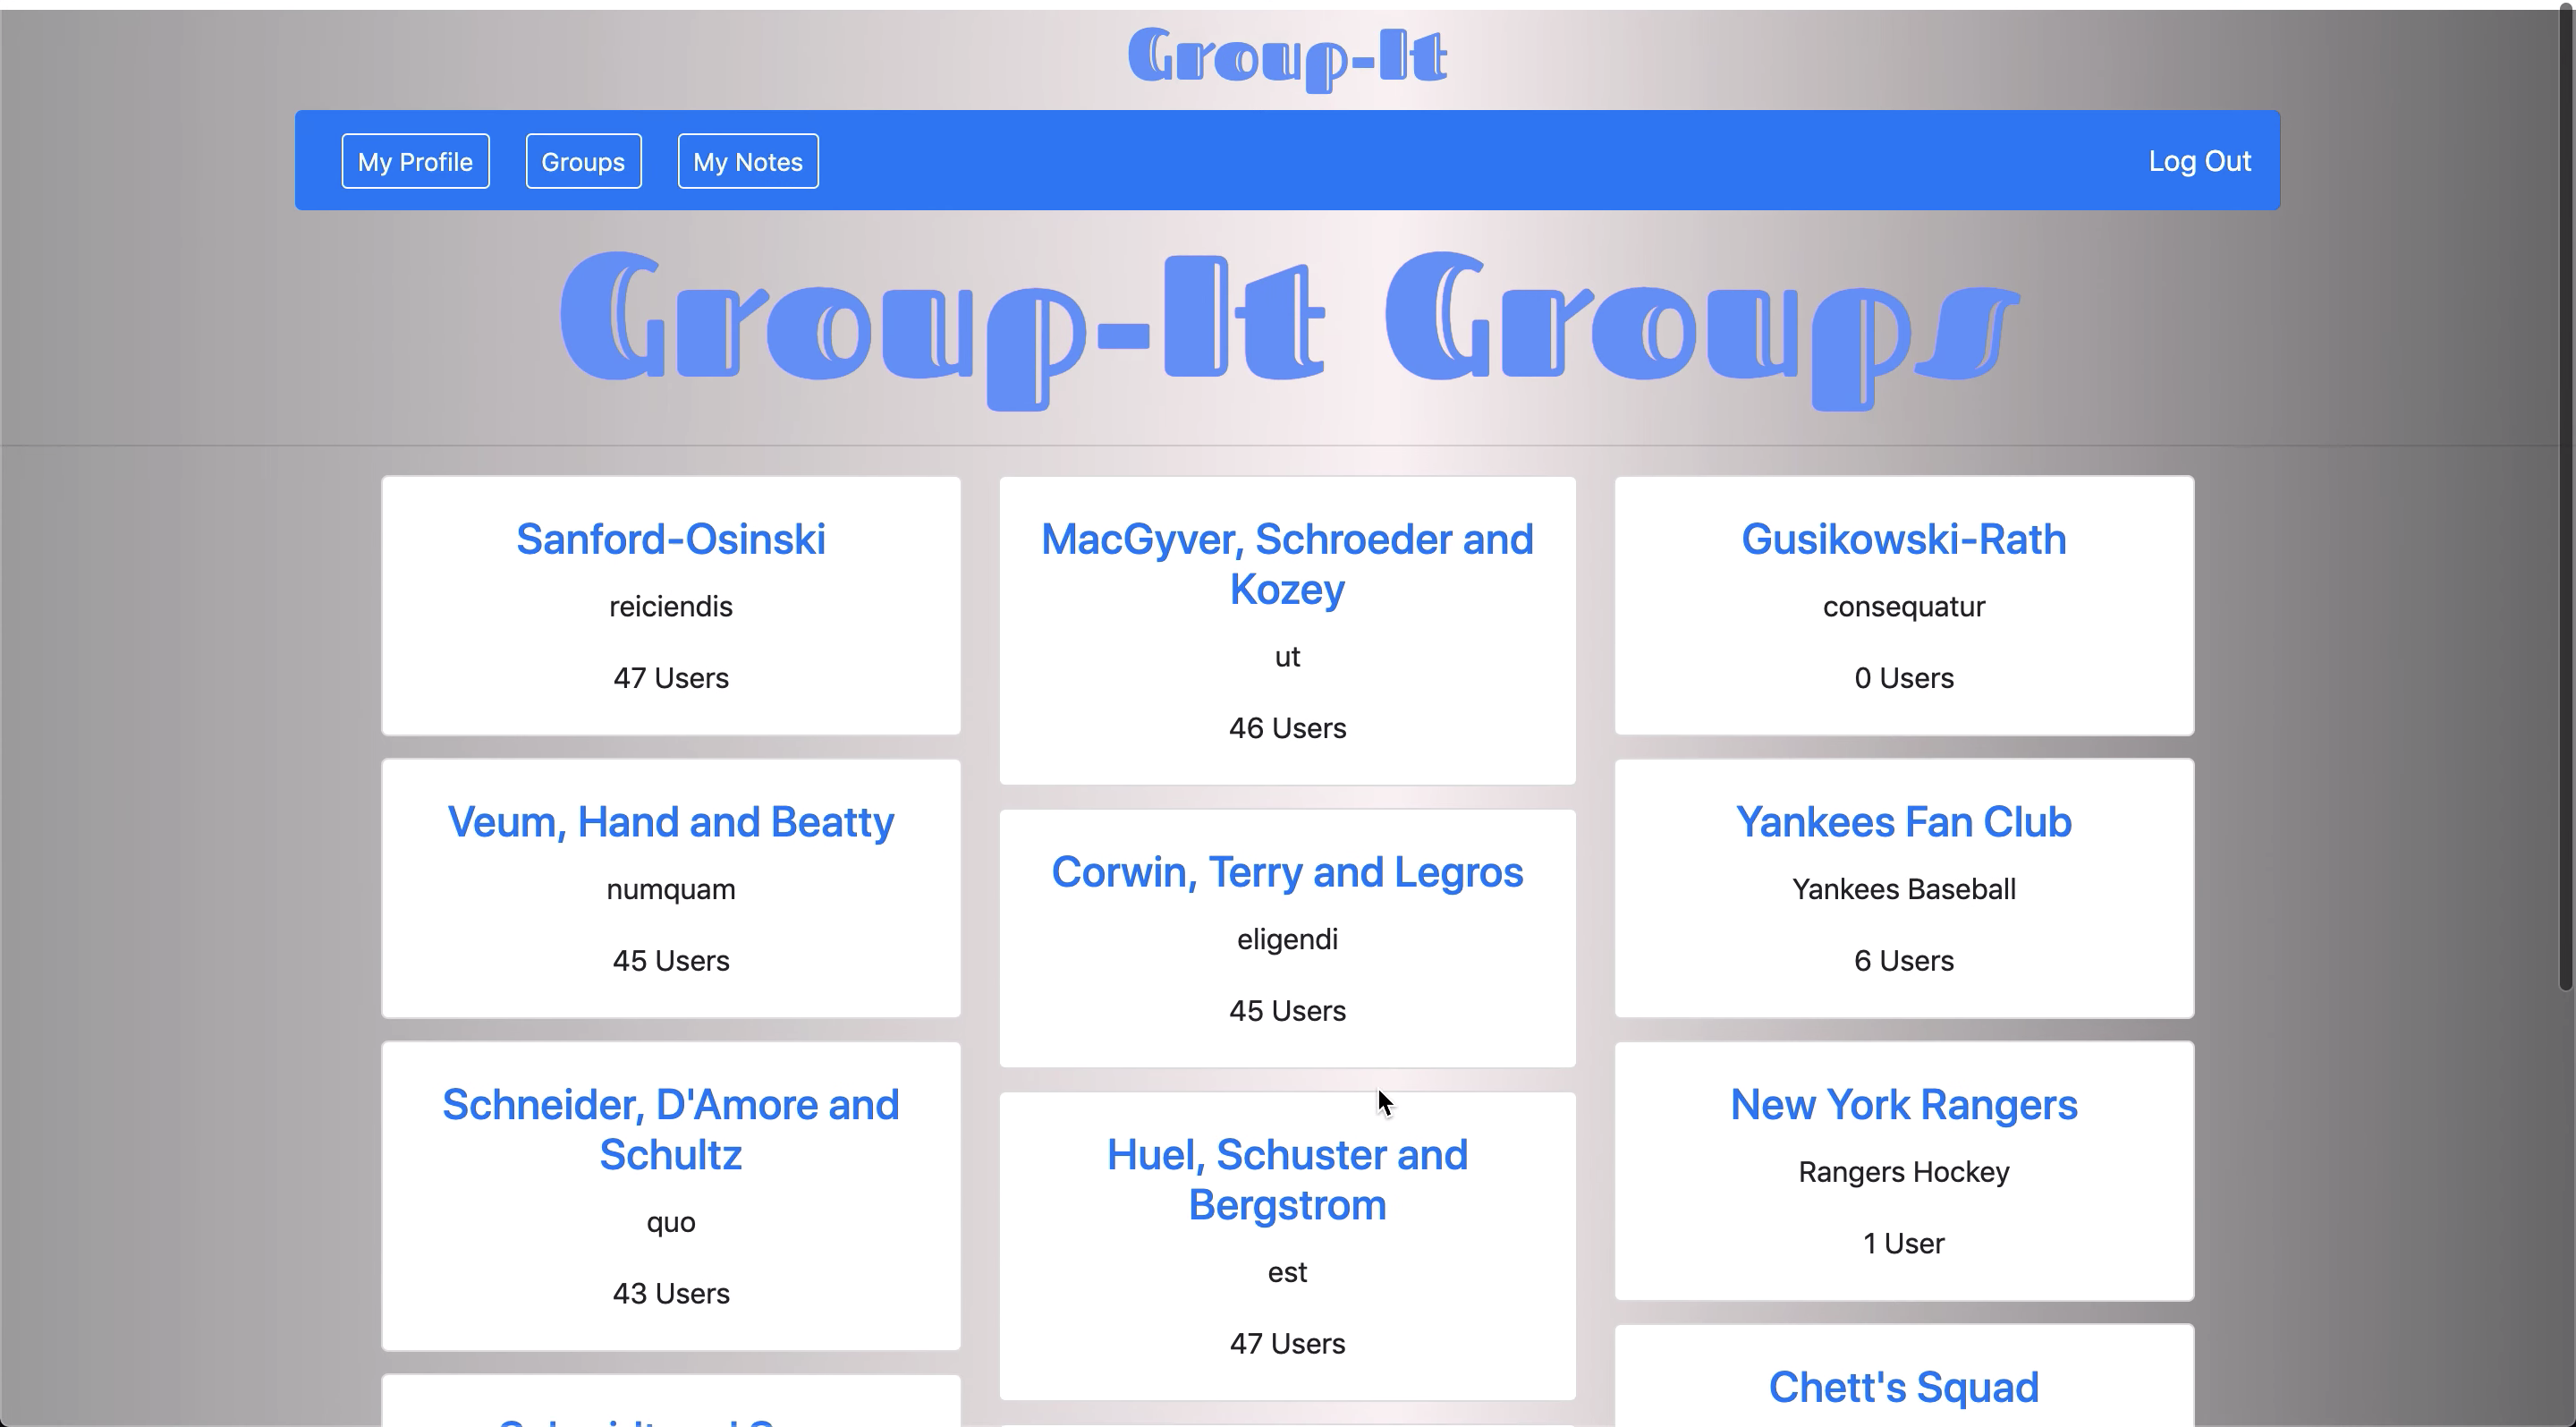 Group-It
My Profile
Groups
My Notes
Log Out
Group-It Groups
Sanford-Osinski
reiciendis
47 Users
Veum, Hand and Beatty
numquam
45 Users
Schneider, D'Amore and
Schultz
quo
43 Users
MacGyver, Schroeder and
Kozey
ut
46 Users
Corwin, Terry and Legros
eligendi
45 Users
Huel, Schuster and
Bergstrom
est
47 Users
Gusikowski-Rath
consequatur
0 Users
Yankees Fan Club
Yankees Baseball
6 Users
New York Rangers
Rangers Hockey
1 User
Chett's Squad